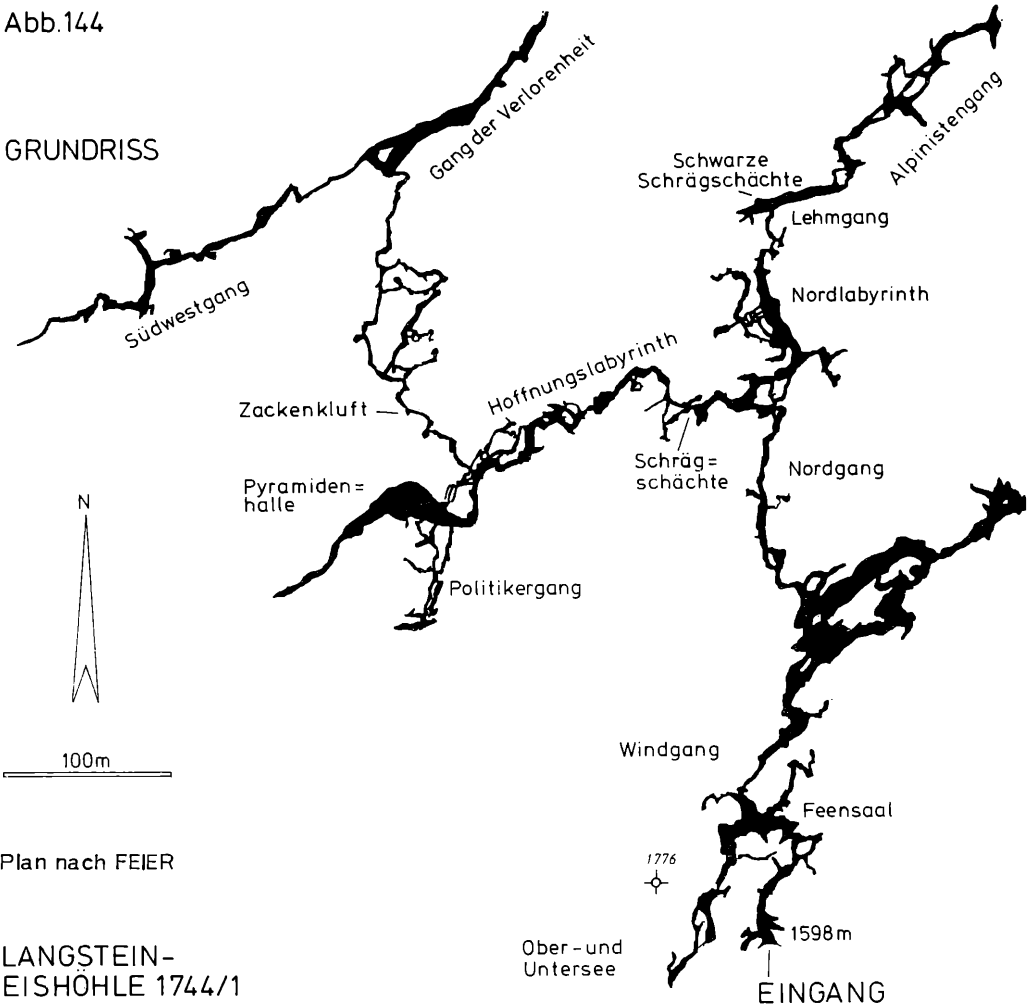 Abb.144
GRUNDRISS
Gang der Verlorenheit
Alpinistengang
Schwarze
Schrägschächte
Lehmgang
Südwestgang
Nordlabyrinth
Hoffnungslabyrinth
Zackenkluft
Schräg=
schächte
Nordgang
Pyramiden=
halle
N
Politikergang
100m
Windgang
Feensaal
Plan nach FEIER
1776
1598m
Ober-und
Untersee
LANGSTEIN-
EISHÖHLE 1744/1
EINGANG